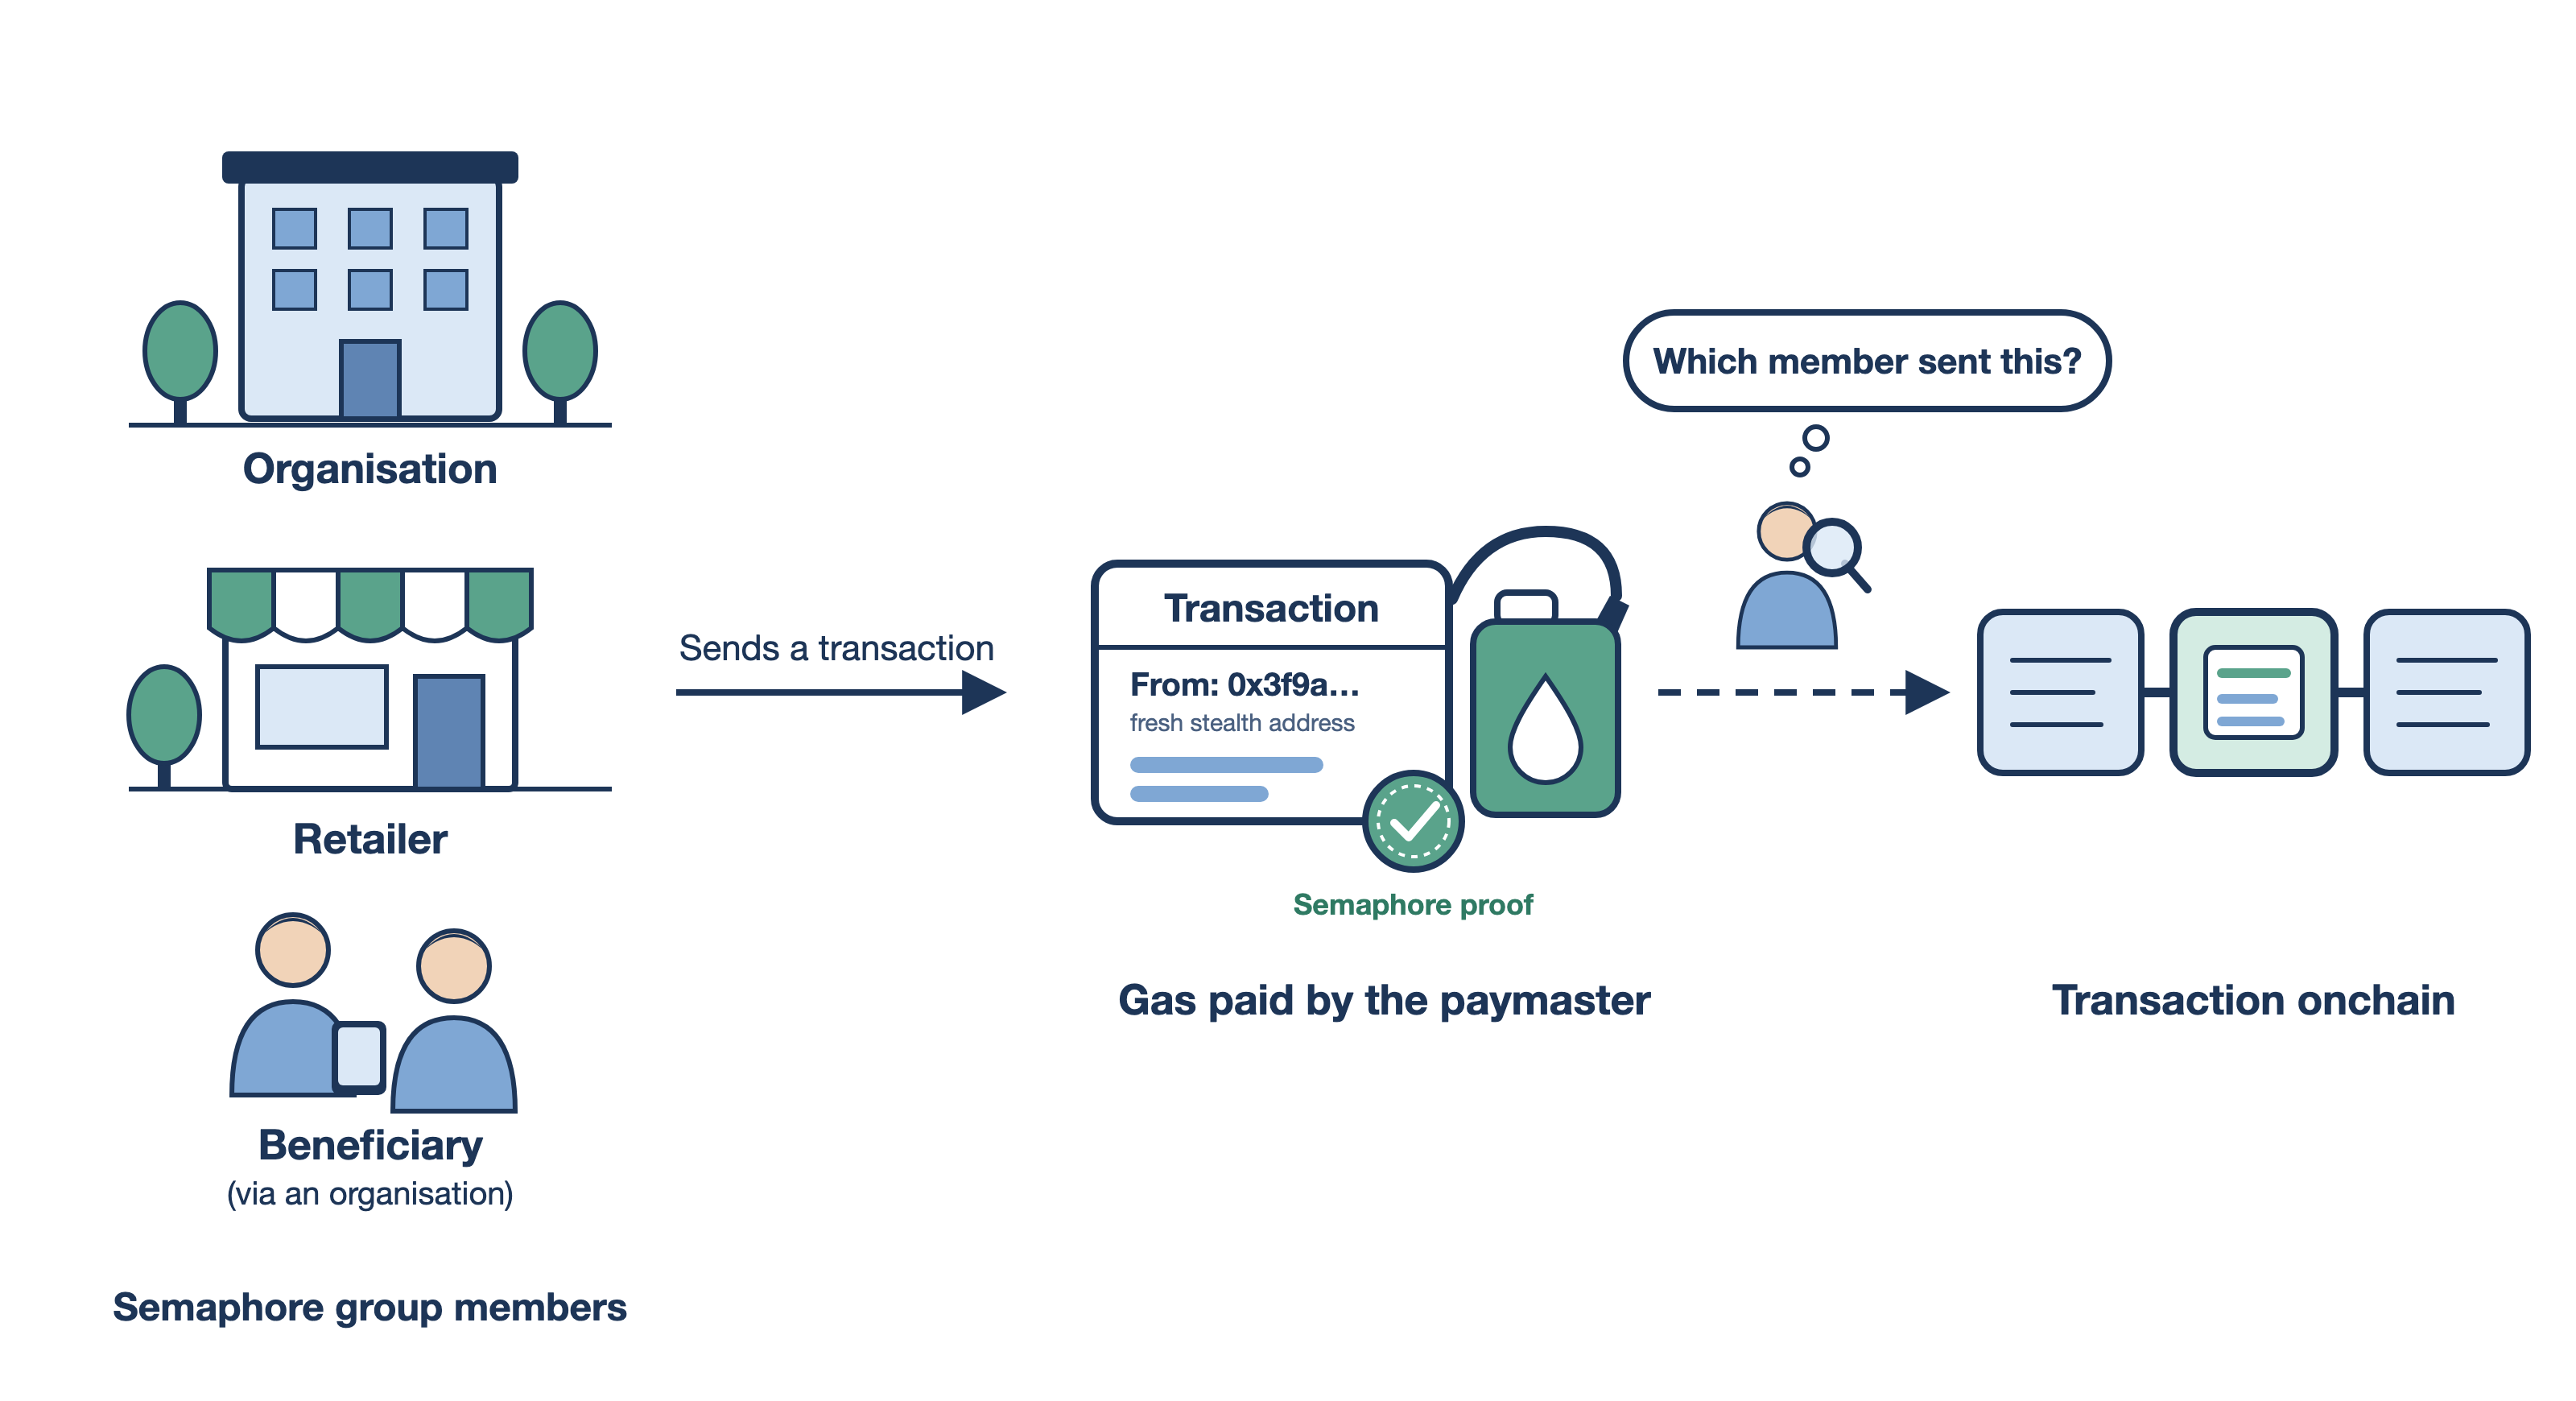 Organisation
Retailer
Beneficiary
(via an organisation)
Semaphore group members
Sends a transaction
Transaction
From: 0x3f9a...
fresh stealth address
Semaphore proof
Gas paid by the paymaster
Which member sent this?
Transaction onchain